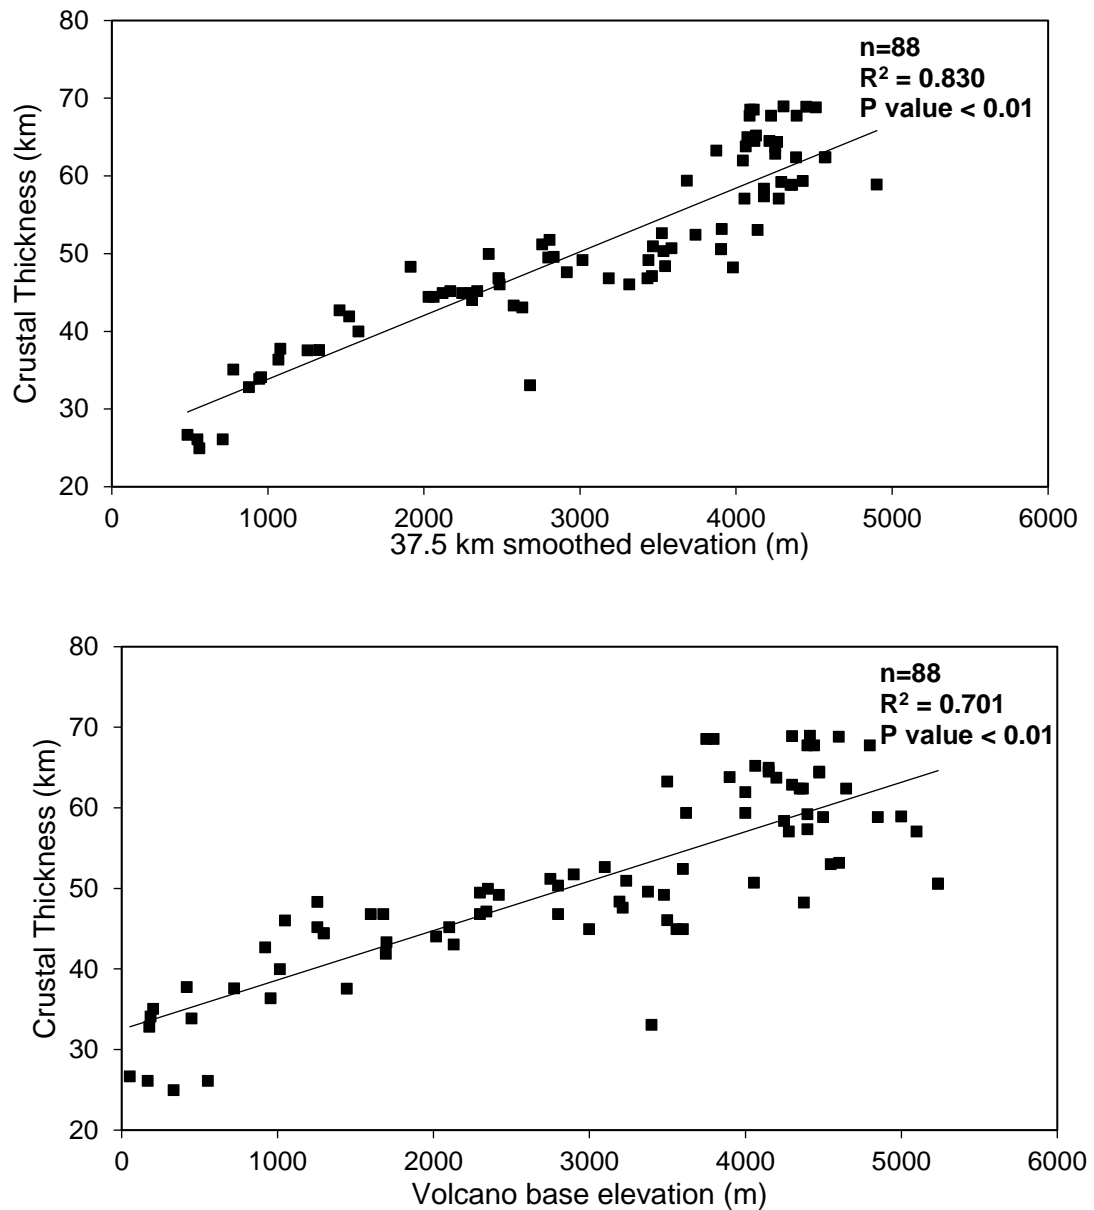 80
70
60
50
40
30
20
Crustal Thickness (km)
n=88
R² = 0.830
P value < 0.01
0 1000 2000 3000 4000 5000 6000
37.5 km smoothed elevation (m)
80
70
60
50
40
30
20
Crustal Thickness (km)
n=88
R² = 0.701
P value < 0.01
0 1000 2000 3000 4000 5000 6000
Volcano base elevation (m)